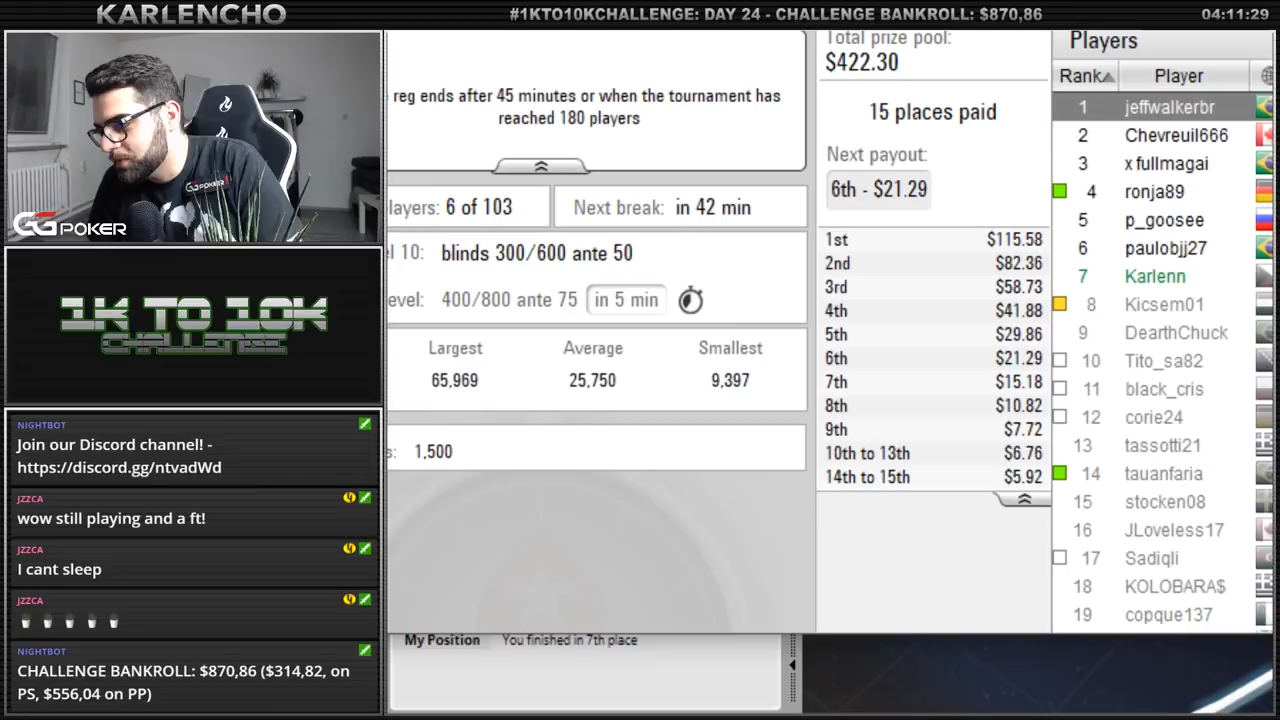 KARLENCHO
#1KTO10KCHALLENGE: DAY 24 - CHALLENGE BANKROLL: $870,86
04:11:29
GG POKER
GGPOKER
1K TO 10K
CHALLENGE
NIGHTBOT
Join our Discord channel! -
https://discord.gg/ntvadWd
JZZCA
wow still playing and a ft!
JZZCA
I cant sleep
JZZCA
NIGHTBOT
CHALLENGE BANKROLL: $870,86 ($314,82, on
PS, $556,04 on PP)
reg ends after 45 minutes or when the tournament has
reached 180 players
layers: 6 of 103
Next break: in 42 min
el 10: blinds 300/600 ante 50
evel: 400/800 ante 75 in 5 min
Largest Average Smallest
65,969 25,750 9,397
s: 1,500
My Position You finished in 7th place
Total prize pool:
$422.30
15 places paid
Next payout:
6th - $21.29
1st $115.58
2nd $82.36
3rd $58.73
4th $41.88
5th $29.86
6th $21.29
7th $15.18
8th $10.82
9th $7.72
10th to 13th $6.76
14th to 15th $5.92
Players
Rank Player
1 jeffwalkerbr
2 Chevreuil666
3 x fullmagai
4 ronja89
5 p_goosee
6 paulobjj27
7 Karlenn
8 Kicsem01
9 DearthChuck
10 Tito_sa82
11 black_cris
12 corie24
13 tassotti21
14 tauanfaria
15 stocken08
16 JLoveless17
17 Sadiqli
18 KOLOBARA$
19 copque137